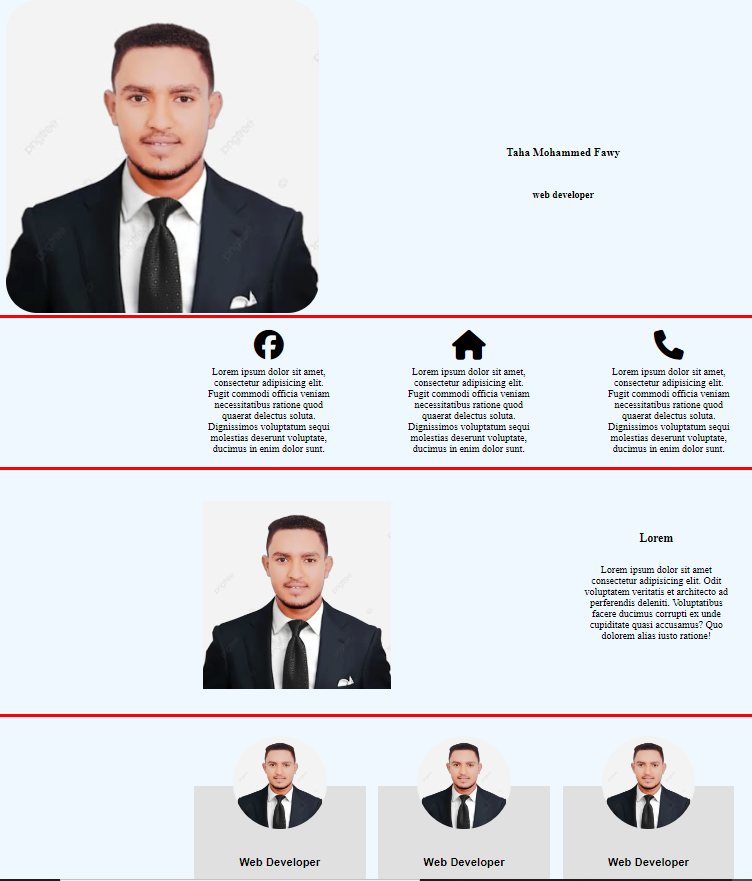 pngtree
pngtree
pngtree
pngtree
Taha Mohammed Fawy
web developer
Lorem ipsum dolor sit amet,
consectetur adipisicing elit.
Fugit commodi officia veniam
necessitatibus ratione quod
quaerat delectus soluta.
Dignissimos voluptatum sequi
molestias deserunt voluptate,
ducimus in enim dolor sunt.
Lorem ipsum dolor sit amet,
consectetur adipisicing elit.
Fugit commodi officia veniam
necessitatibus ratione quod
quaerat delectus soluta.
Dignissimos voluptatum sequi
molestias deserunt voluptate,
ducimus in enim dolor sunt.
Lorem ipsum dolor sit amet,
consectetur adipisicing elit.
Fugit commodi officia veniam
necessitatibus ratione quod
quaerat delectus soluta.
Dignissimos voluptatum sequi
molestias deserunt voluptate,
ducimus in enim dolor sunt.
Lorem
Lorem ipsum dolor sit amet
consectetur adipisicing elit. Odit
voluptatem veritatis et architecto ad
perferendis deleniti. Voluptatibus
facere ducimus corrupti ex unde
cupiditate quasi accusamus? Quo
dolorem alias iusto ratione!
Web Developer
Web Developer
Web Developer